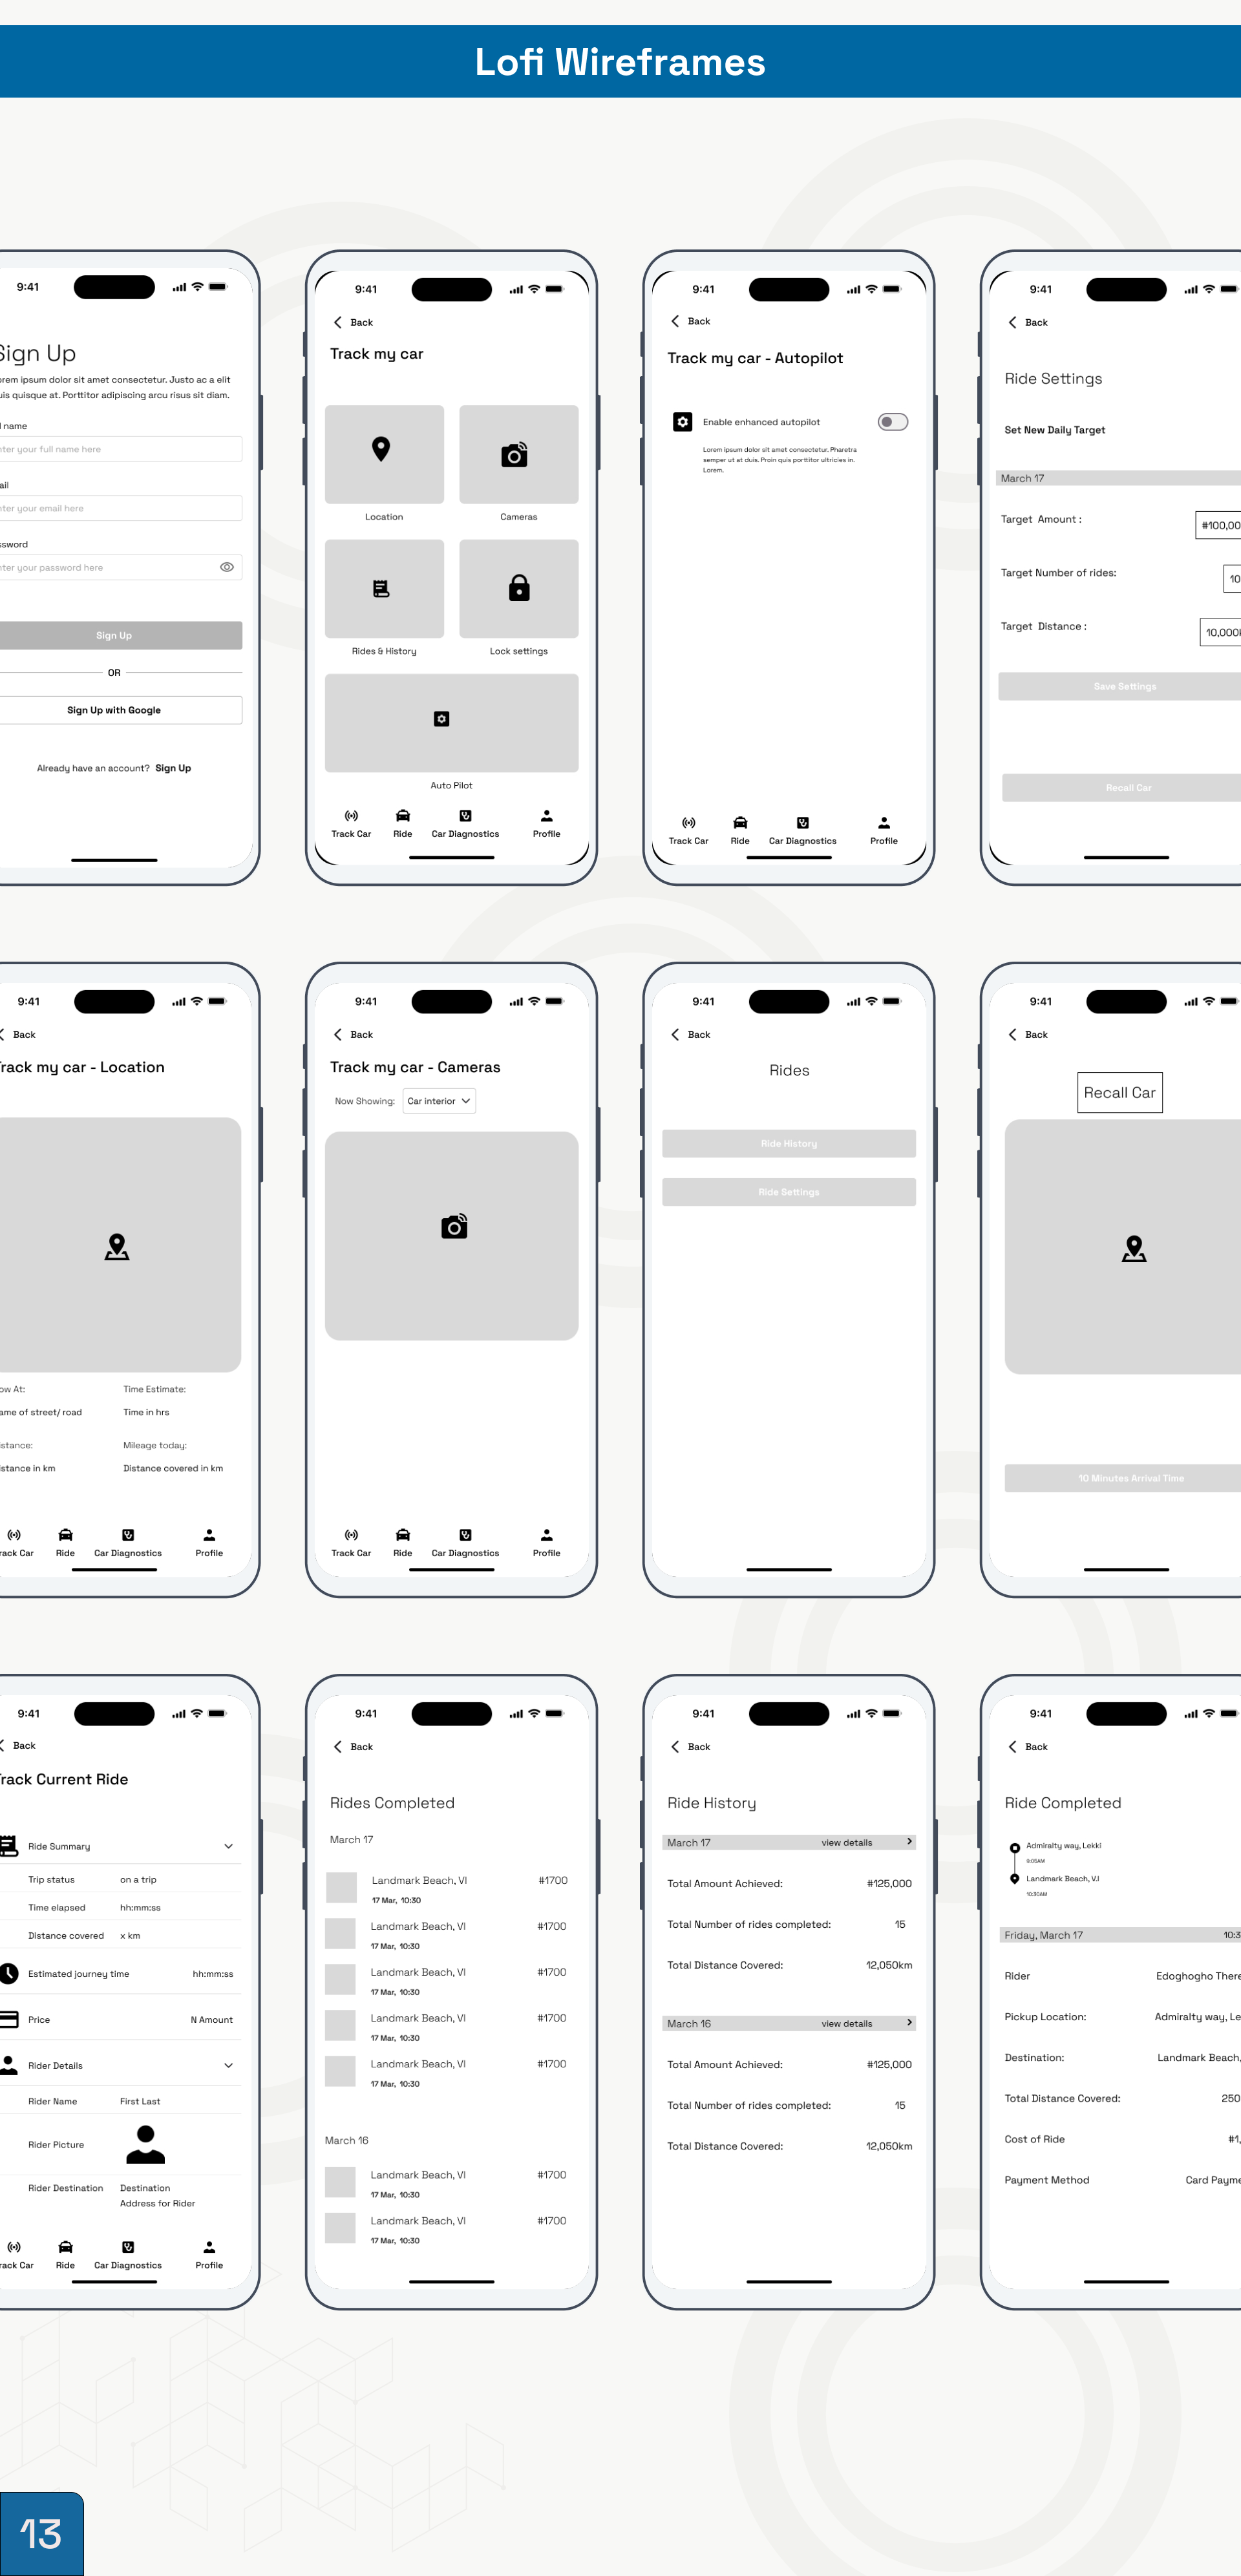 Lofi Wireframes
9:41
Sign Up
orem ipsum dolor sit amet consectetur. Justo ac a elit
uis quisque at. Porttitor adipiscing arcu risus sit diam.
l name
nter your full name here
ail
nter your email here
ssword
nter your password here
Sign Up
OR
Sign Up with Google
Already have an account? Sign Up
9:41
Back
Track my car
Location
Cameras
Rides & History
Lock settings
Auto Pilot
Track Car
Ride
Car Diagnostics
Profile
9:41
Back
Track my car - Autopilot
Enable enhanced autopilot
Lorem ipsum dolor sit amet consectetur. Pharetra
semper ut at duis. Proin quis porttitor ultricies in.
Lorem.
Track Car
Ride
Car Diagnostics
Profile
9:41
Back
Ride Settings
Set New Daily Target
March 17
Target Amount :
#100,00
Target Number of rides:
10
Target Distance :
10,000
Save Settings
Recall Car
9:41
Back
Track my car - Location
ow At:
Time Estimate:
ame of street/ road
Time in hrs
istance:
Mileage today:
istance in km
Distance covered in km
rack Car
Ride
Car Diagnostics
Profile
9:41
Back
Track my car - Cameras
Now Showing:
Car interior
Track Car
Ride
Car Diagnostics
Profile
9:41
Back
Rides
Ride History
Ride Settings
9:41
Back
Recall Car
10 Minutes Arrival Time
9:41
Back
Track Current Ride
Ride Summary
Trip status on a trip
Time elapsed hh:mm:ss
Distance covered x km
Estimated journey time hh:mm:ss
Price N Amount
Rider Details
Rider Name First Last
Rider Picture
Rider Destination Destination
Address for Rider
rack Car
Ride
Car Diagnostics
Profile
9:41
Back
Rides Completed
March 17
Landmark Beach, VI #1700
17 Mar, 10:30
Landmark Beach, VI #1700
17 Mar, 10:30
Landmark Beach, VI #1700
17 Mar, 10:30
Landmark Beach, VI #1700
17 Mar, 10:30
Landmark Beach, VI #1700
17 Mar, 10:30
March 16
Landmark Beach, VI #1700
17 Mar, 10:30
Landmark Beach, VI #1700
17 Mar, 10:30
9:41
Back
Ride History
March 17 view details
Total Amount Achieved: #125,000
Total Number of rides completed: 15
Total Distance Covered: 12,050km
March 16 view details
Total Amount Achieved: #125,000
Total Number of rides completed: 15
Total Distance Covered: 12,050km
9:41
Back
Ride Completed
Admiralty way, Lekki
9:05AM
Landmark Beach, V.I
10:30AM
Friday, March 17 10:3
Rider Edoghogho There
Pickup Location: Admiralty way, Le
Destination: Landmark Beach,
Total Distance Covered: 250
Cost of Ride #1,
Payment Method Card Payme
13